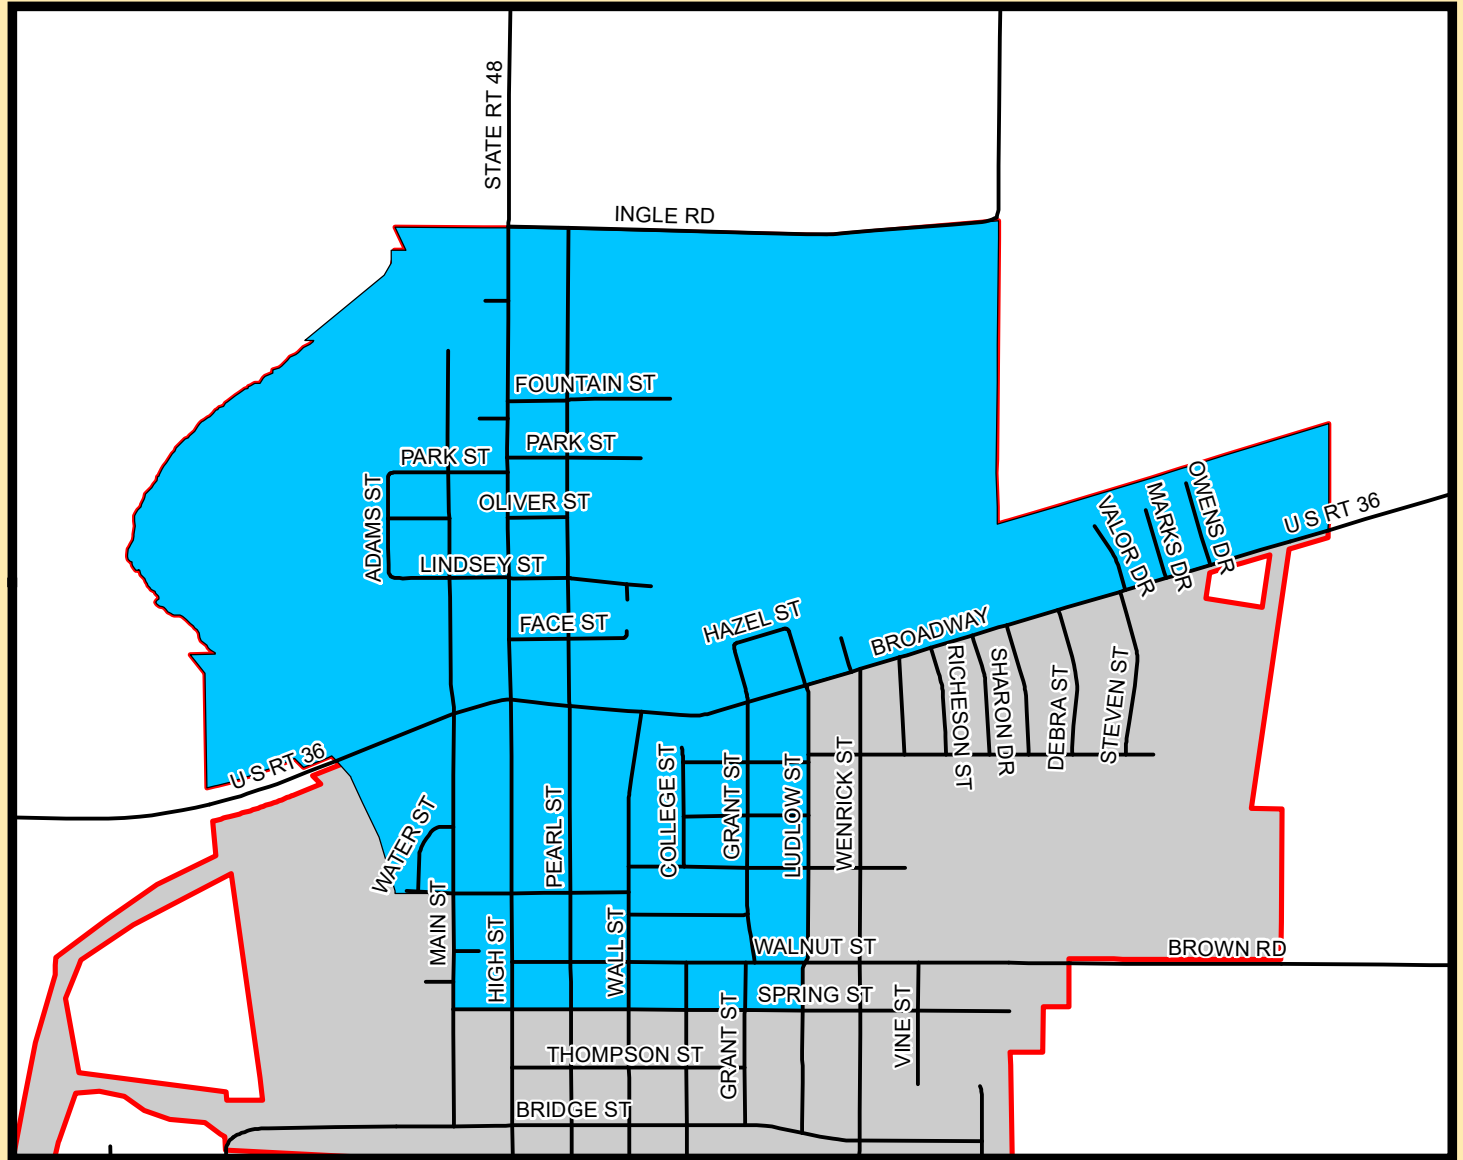 STATE RT 48
INGLE RD
FOUNTAIN ST
PARK ST
PARK ST
ADAMS ST
OLIVER ST
LINDSEY ST
FACE ST
HAZEL ST
BROADWAY
VALOR DR
MARKS DR
OWENS DR
U S RT 36
RICHESON ST
SHARON DR
DEBRA ST
STEVEN ST
U S RT 36
WATER ST
PEARL ST
COLLEGE ST
GRANT ST
LUDLOW ST
WENRICK ST
MAIN ST
HIGH ST
WALL ST
WALNUT ST
BROWN RD
SPRING ST
VINE ST
GRANT ST
THOMPSON ST
BRIDGE ST